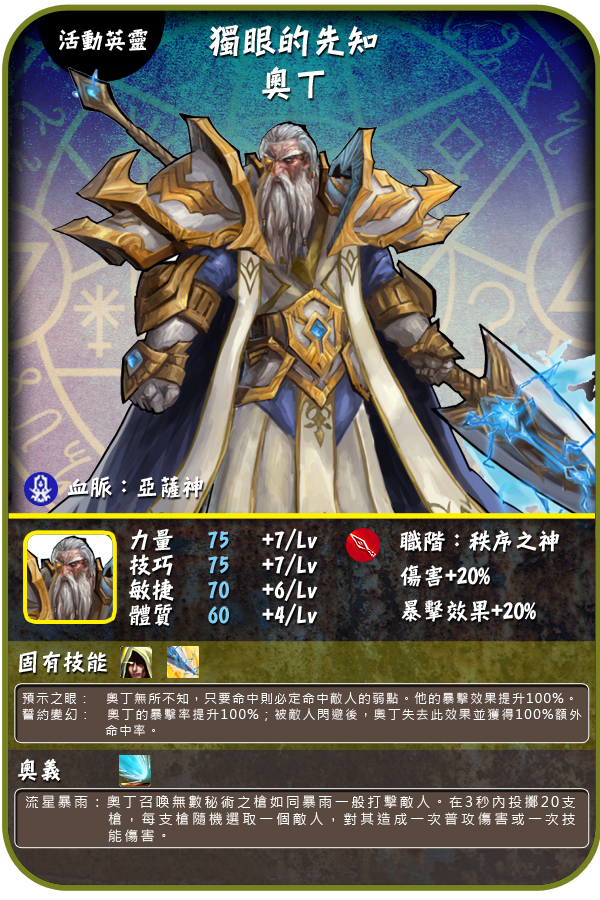 活動英靈
獨眼的先知
奧丁
血脈：亞薩神
力量 75 +7/Lv
技巧 75 +7/Lv
敏捷 70 +6/Lv
體質 60 +4/Lv
職階：秩序之神
傷害+20%
暴擊效果+20%
固有技能
預示之眼： 奧丁無所不知，只要命中則必定命中敵人的弱點。他的暴擊效果提升100%。
誓約變幻： 奧丁的暴擊率提升100%；被敵人閃避後，奧丁失去此效果並獲得100%額外
命中率。
奧義
流星暴雨：奧丁召喚無數秘術之槍如同暴雨一般打擊敵人。在3秒內投擲20支
槍，每支槍隨機選取一個敵人，對其造成一次普攻傷害或一次技
能傷害。